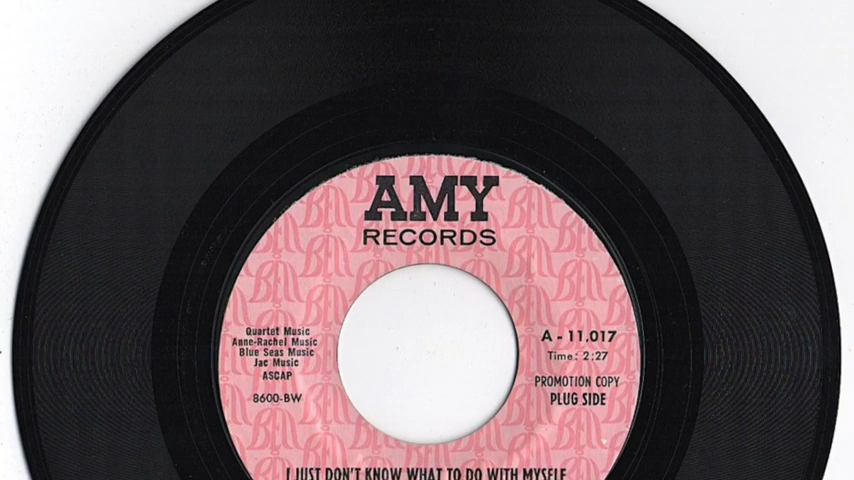 AMY
RECORDS
Quartet Music
Anne-Rachel Music
Blue Seas Music
Jac Music
ASCAP
8600-BW
A - 11.017
Time: 2:27
PROMOTION COPY
PLUG SIDE
I JUST DON'T KNOW WHAT TO DO WITH MYSELF